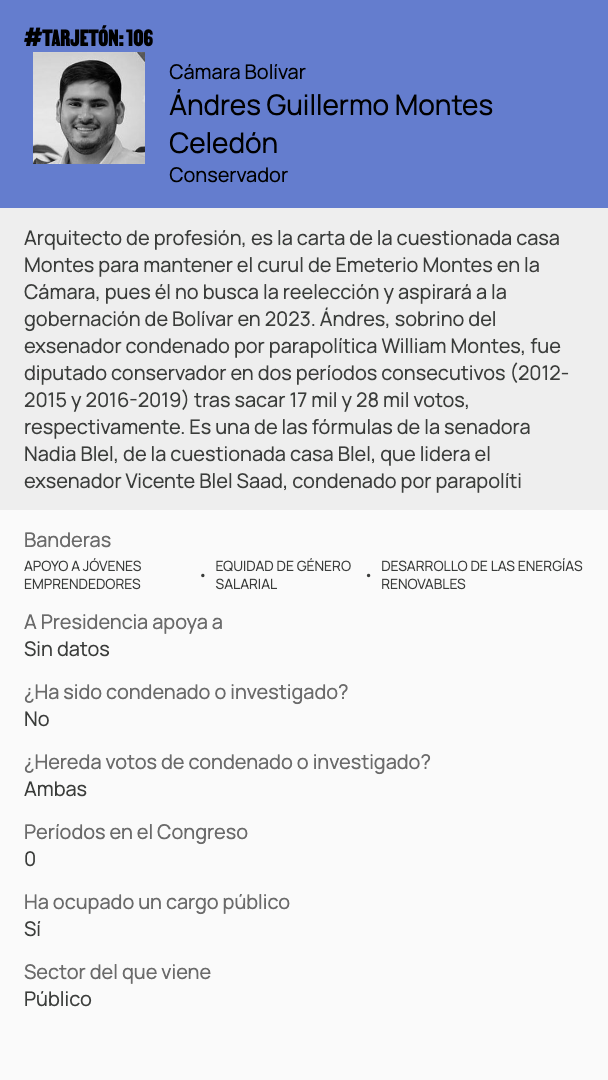 #TARJETÓN: 106
Cámara Bolívar
Ándres Guillermo Montes
Celedón
Conservador
Arquitecto de profesión, es la carta de la cuestionada casa
Montes para mantener el curul de Emeterio Montes en la
Cámara, pues él no busca la reelección y aspirará a la
gobernación de Bolívar en 2023. Ándres, sobrino del
exsenador condenado por parapolítica William Montes, fue
diputado conservador en dos períodos consecutivos (2012-
2015 y 2016-2019) tras sacar 17 mil y 28 mil votos,
respectivamente. Es una de las fórmulas de la senadora
Nadia Blel, de la cuestionada casa Blel, que lidera el
exsenador Vicente Blel Saad, condenado por parapolíti
Banderas
APOYO A JÓVENES
EMPRENDEDORES
• EQUIDAD DE GÉNERO
SALARIAL
• DESARROLLO DE LAS ENERGÍAS
RENOVABLES
A Presidencia apoya a
Sin datos
¿Ha sido condenado o investigado?
No
¿Hereda votos de condenado o investigado?
Ambas
Períodos en el Congreso
0
Ha ocupado un cargo público
Sí
Sector del que viene
Público